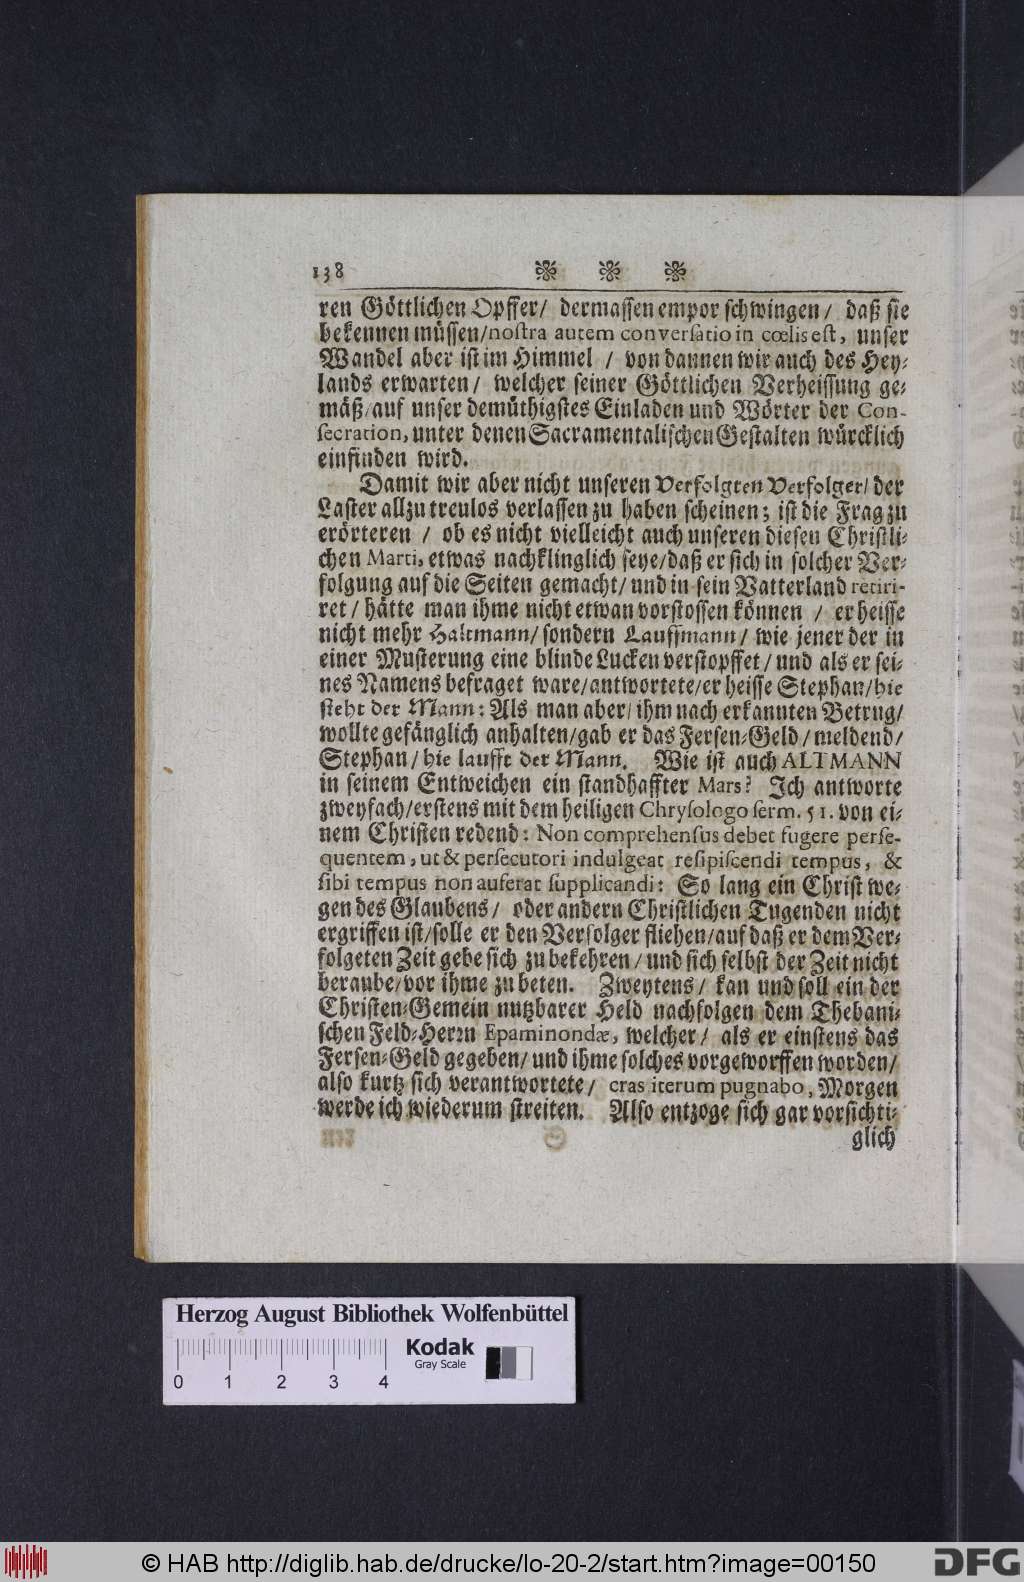 138 ❋ ❋ ❋
ren Göttlichen Opffer/ dermassen empor schwingen/ daß sie
bekennen müssen/nostra autem conversatio in cœlis est, unser
Wandel aber ist im Himmel / von dannen wir auch des Hey-
lands erwarten/ welcher seiner Göttlichen Verheissung ge-
mäß/auf unser demüthigstes Einladen und Wörter der Con-
secration, unter denen Sacramentalischen Gestalten würcklich
einfinden wird.
Damit wir aber nicht unseren Verfolgten Verfolger/ der
Laster allzu treulos verlassen zu haben scheinen; ist die Frag zu
erörteren / ob es nicht vielleicht auch unseren diesen Christli-
chen Marti, etwas nachklinglich seye/daß er sich in solcher Ver-
folgung auf die Seiten gemacht/ und in sein Vatterland retiri-
ret/ hätte man ihme nicht etwan vorstossen können / er heisse
nicht mehr Haltmann/ sondern Lauffmann/ wie jener der in
einer Musterung eine blinde Lucken verstopffet/ und als er sei-
nes Namens befraget ware/antwortete/er heisse Stephan/hie
steht der Mann: Als man aber/ ihm nach erkannten Betrug/
wollte gefänglich anhalten/gab er das Fersen-Geld/ meldend/
Stephan/ hie laufft der Mann. Wie ist auch ALTMANN
in seinem Entweichen ein standhaffter Mars? Ich antworte
zweyfach/erstens mit dem heiligen Chrysologo serm. 51. von ei-
nem Christen redend: Non comprehensus debet fugere perse-
quentem, ut & persecutori indulgeat resipiscendi tempus, &
sibi tempus non auferat supplicandi: So lang ein Christ we-
gen des Glaubens/ oder andern Christlichen Tugenden nicht
ergriffen ist/solle er den Verfolger fliehen/auf daß er dem Ver-
folgeten Zeit gebe sich zu bekehren/ und sich selbst der Zeit nicht
beraube/vor ihme zu beten. Zweytens/ kan und soll ein der
Christen-Gemein nutzbarer Held nachfolgen dem Thebani-
schen Feld-Herrn Epaminondæ, welcher/ als er einstens das
Fersen-Geld gegeben/ und ihme solches vorgeworffen worden/
also kurtz sich verantwortete/ cras iterum pugnabo, Morgen
werde ich wiederum streiten. Also entzoge sich gar vorsichti-
glich
Herzog August Bibliothek Wolfenbüttel
Kodak
Gray Scale
0 1 2 3 4
© HAB http://diglib.hab.de/drucke/lo-20-2/start.htm?image=00150
DFG